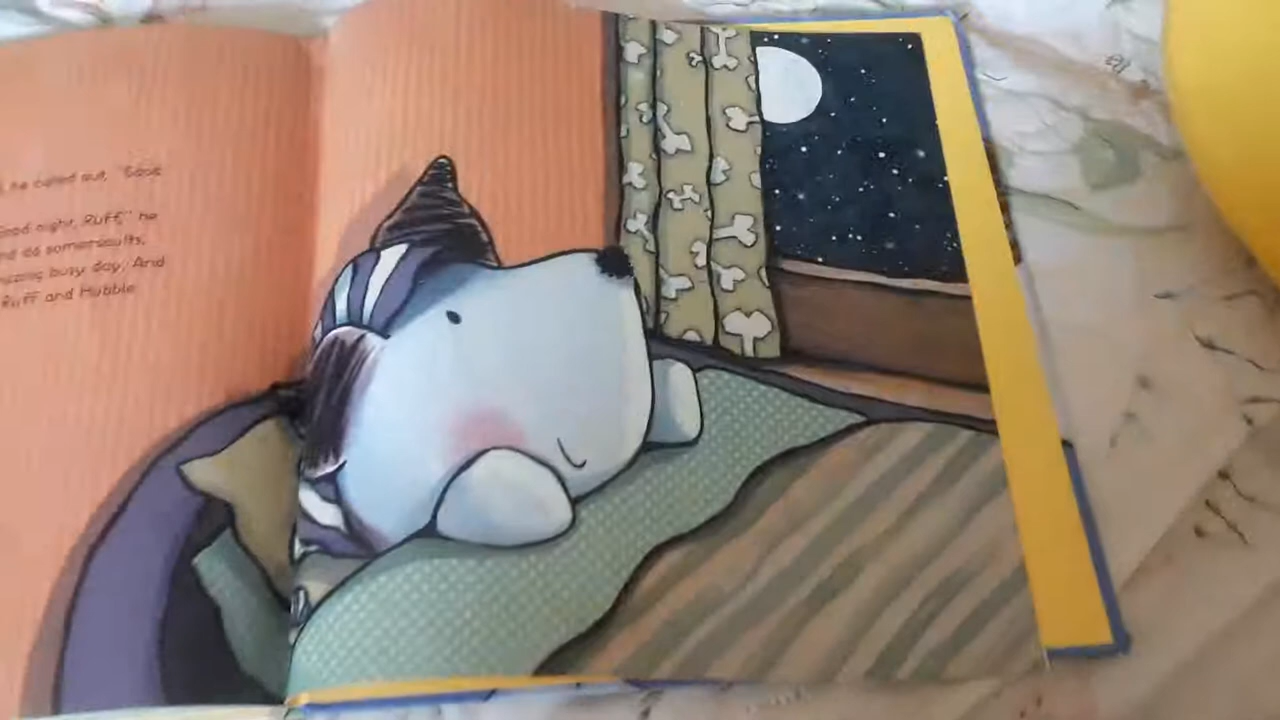 he called out, "Good
Good night, Ruff," he
and do somersaults,
amazing busy day. And
Ruff and Hubble